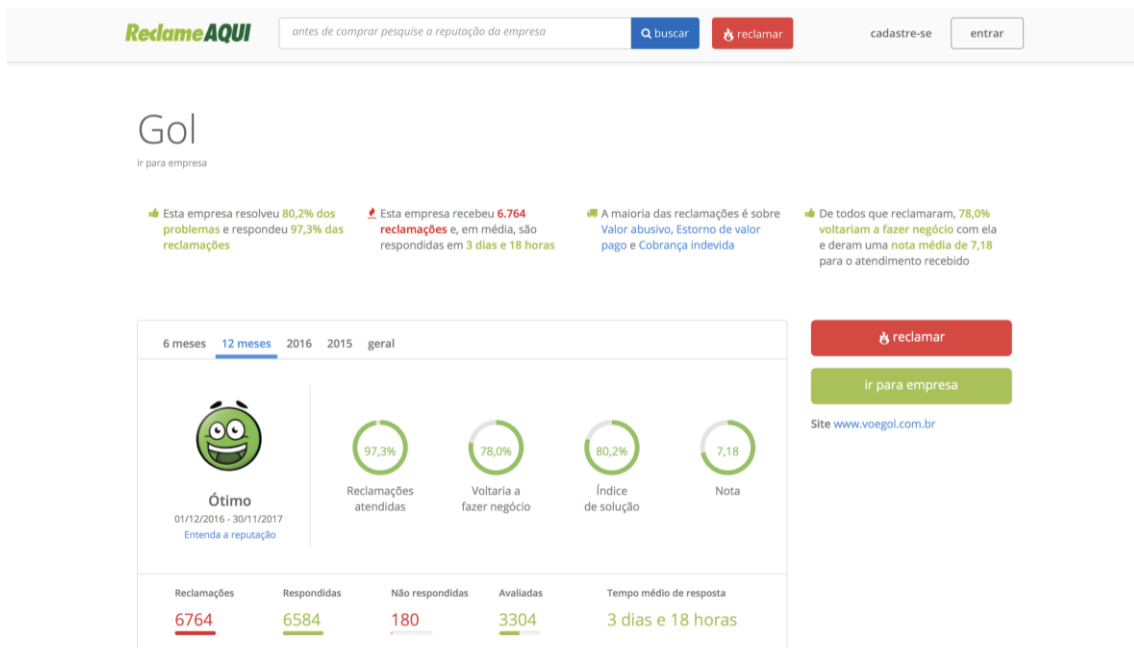 ReclameAQUI
antes de comprar pesquise a reputação da empresa
buscar
reclamar
cadastre-se
entrar
Gol
ir para empresa
Esta empresa resolveu 80,2% dos
problemas e respondeu 97,3% das
reclamações
Esta empresa recebeu 6.764
reclamações e, em média, são
respondidas em 3 dias e 18 horas
A maioria das reclamações é sobre
Valor abusivo, Estorno de valor
pago e Cobrança indevida
De todos que reclamaram, 78,0%
voltariam a fazer negócio com ela
e deram uma nota média de 7,18
para o atendimento recebido
6 meses
12 meses
2016
2015
geral
Ótimo
01/12/2016 - 30/11/2017
Entenda a reputação
97,3%
Reclamações
atendidas
78,0%
Voltaria a
fazer negócio
80,2%
Índice
de solução
7,18
Nota
reclamar
ir para empresa
Site www.voegol.com.br
Reclamações
6764
Respondidas
6584
Não respondidas
180
Avaliadas
3304
Tempo médio de resposta
3 dias e 18 horas